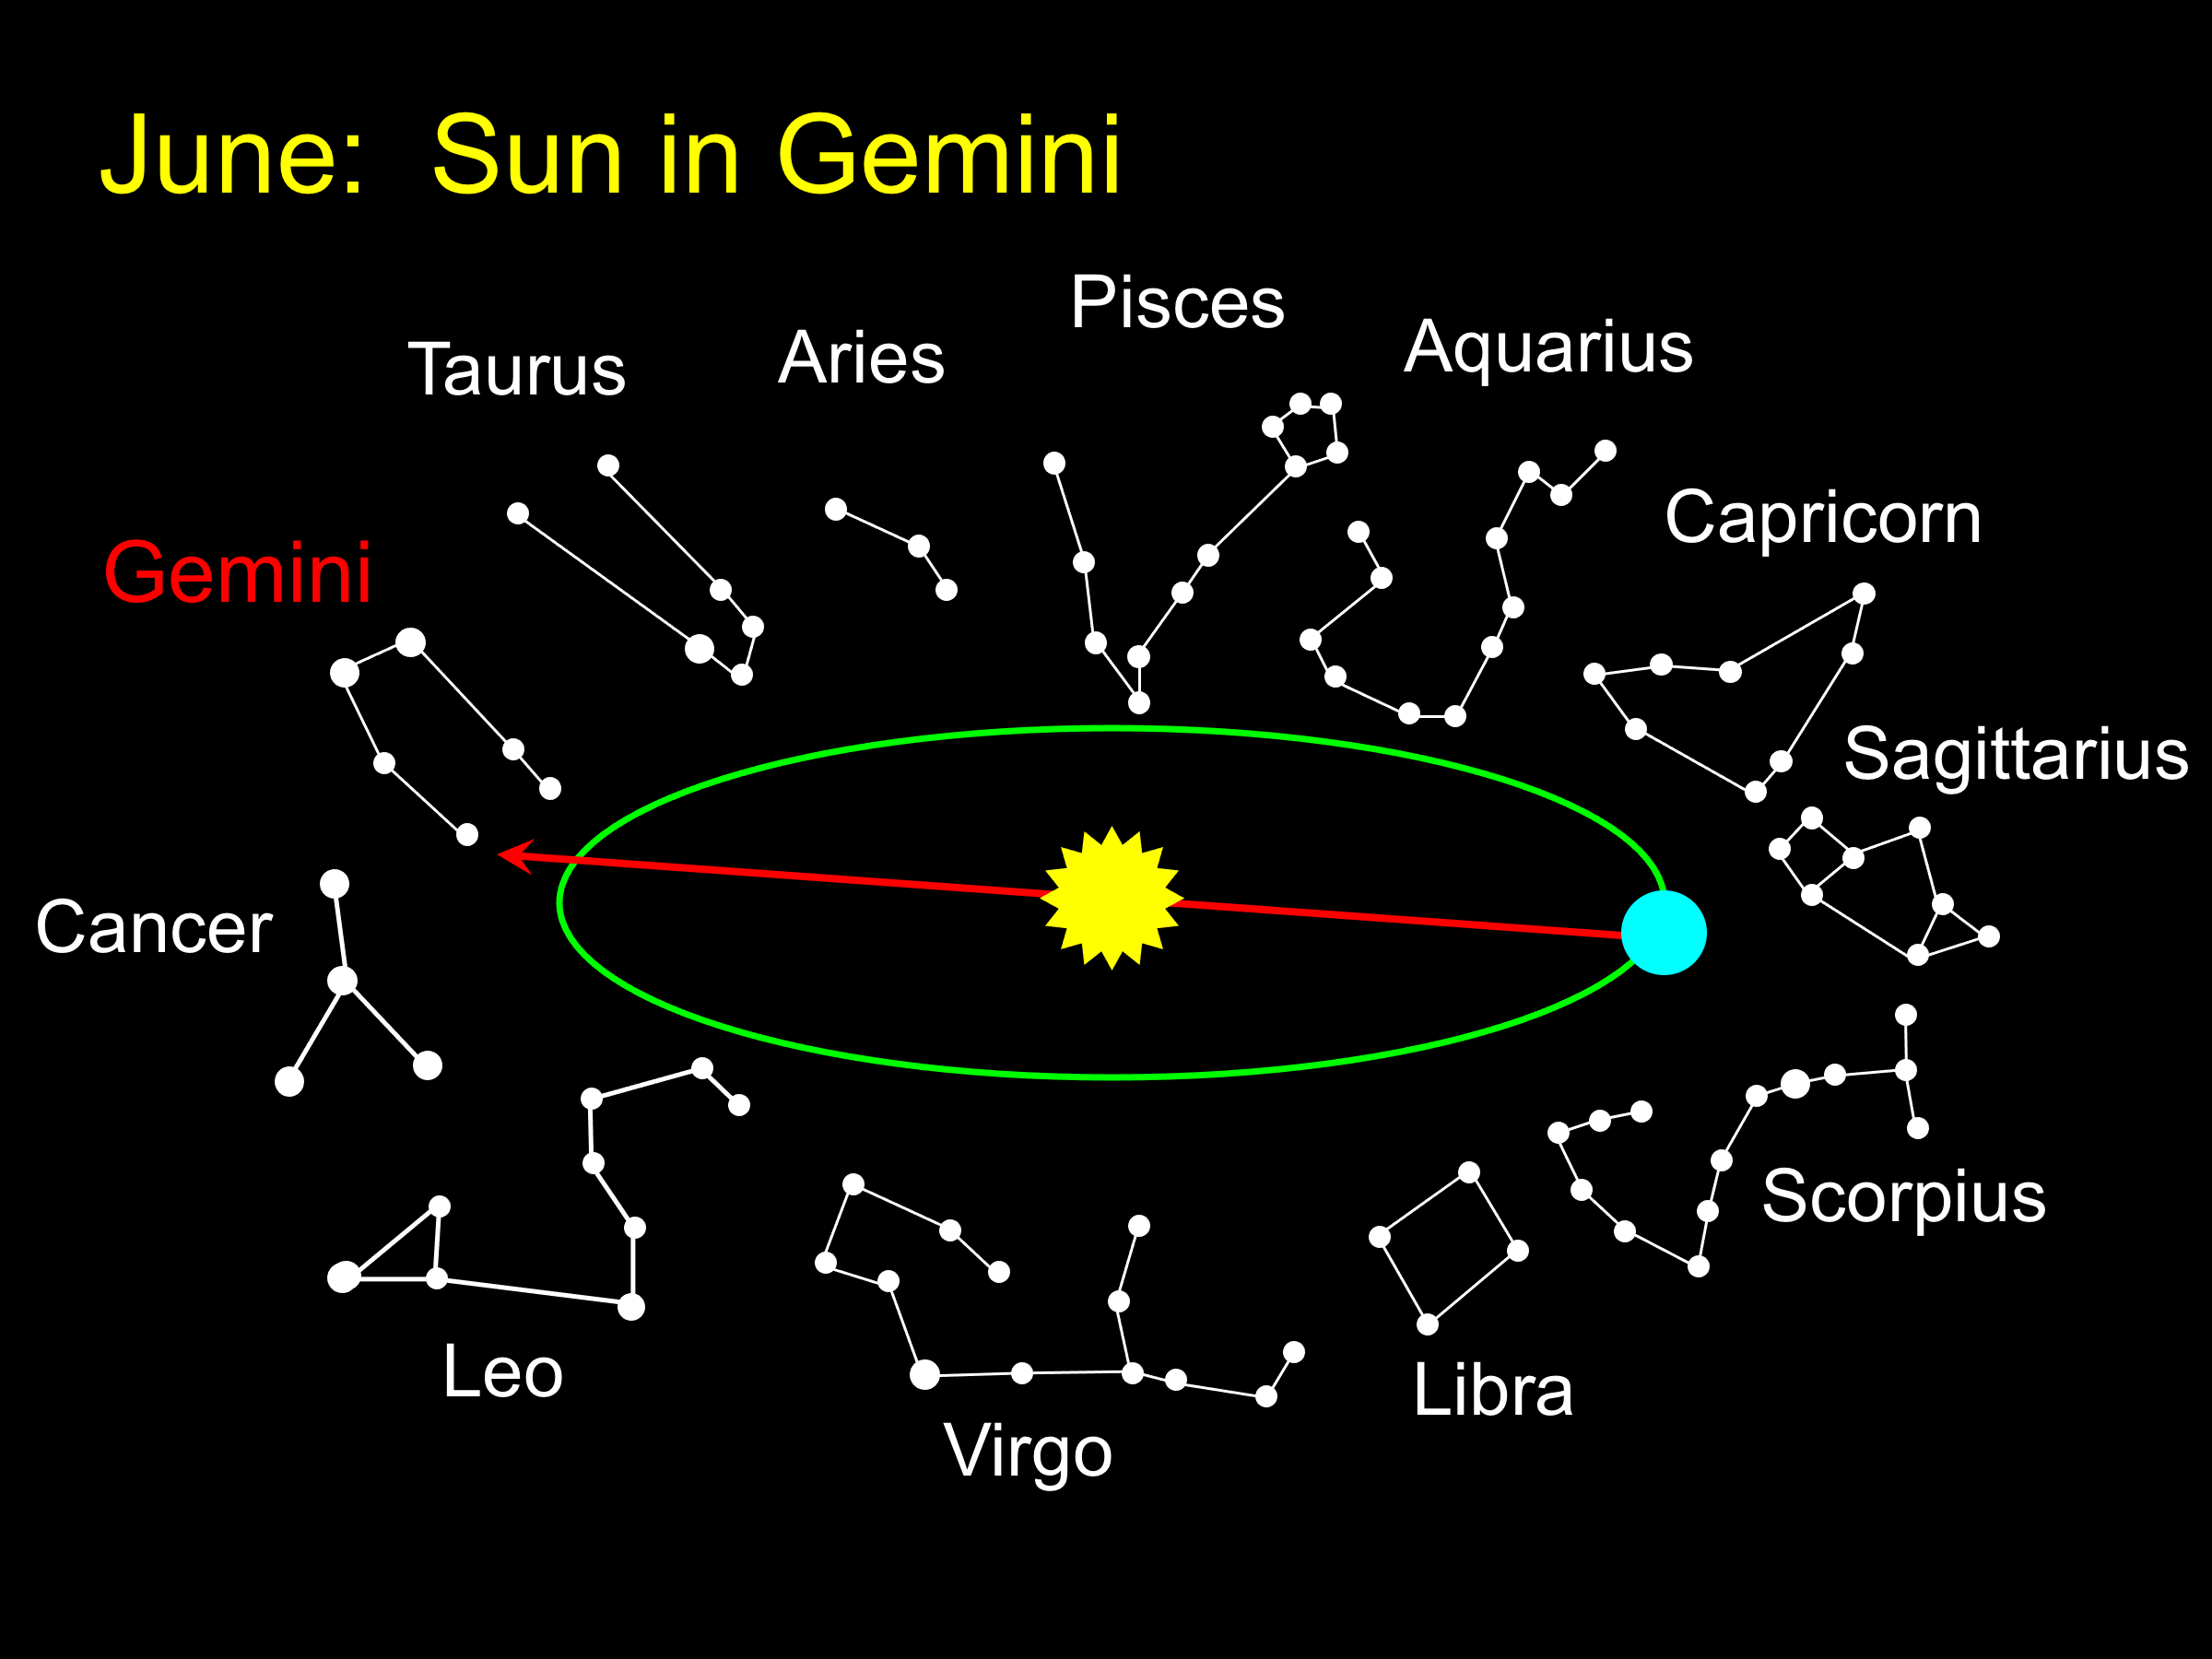 June:  Sun in Gemini
Pisces
Aquarius
Aries
Taurus
Capricorn
Gemini
Sagittarius
Cancer
Scorpius
Leo
Libra
Virgo